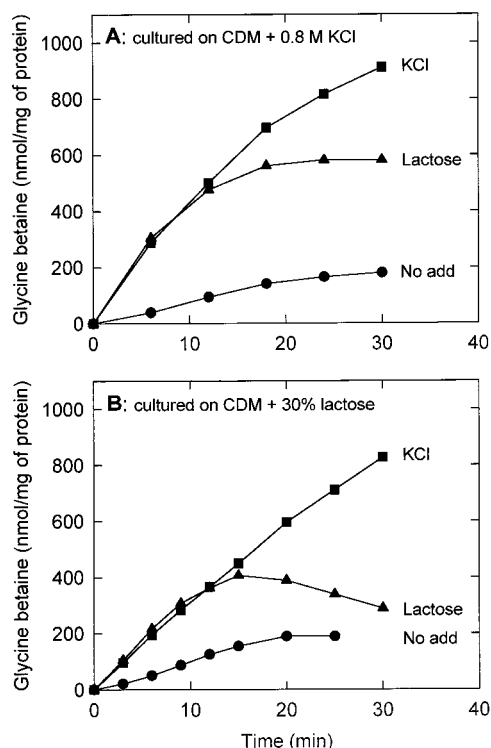 A: cultured on CDM + 0.8 M KCl
Glycine betaine (nmol/mg of protein)
1000
800
600
400
200
0
KCl
Lactose
No add
0 10 20 30 40
B: cultured on CDM + 30% lactose
Glycine betaine (nmol/mg of protein)
1000
800
600
400
200
0
KCl
Lactose
No add
0 10 20 30 40
Time (min)